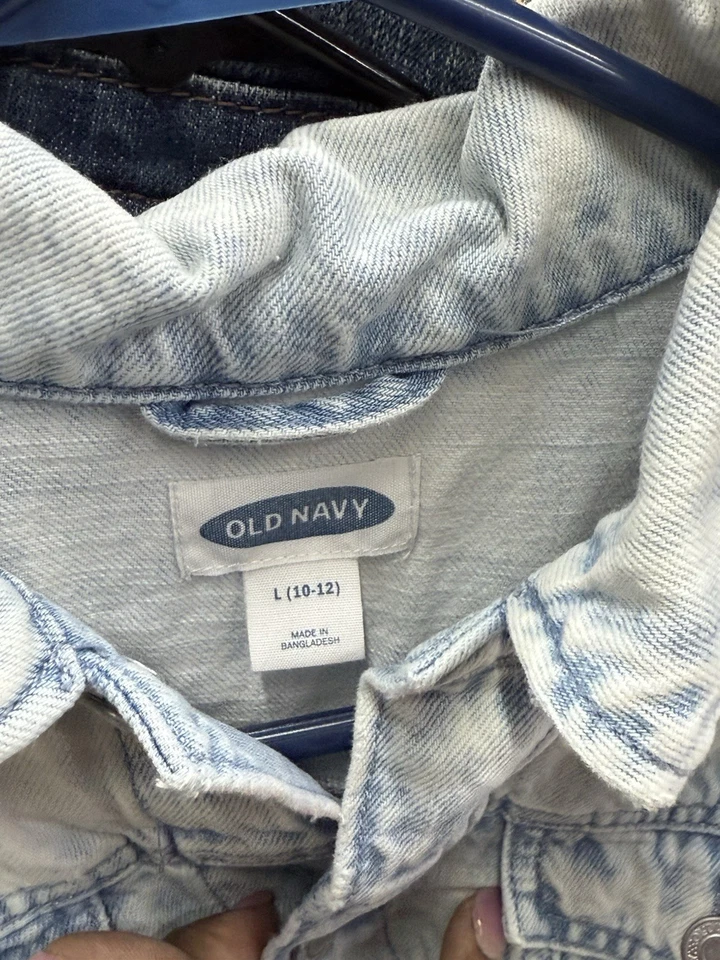 OLD NAVY
L (10-12)
MADE IN
BANGLADESH